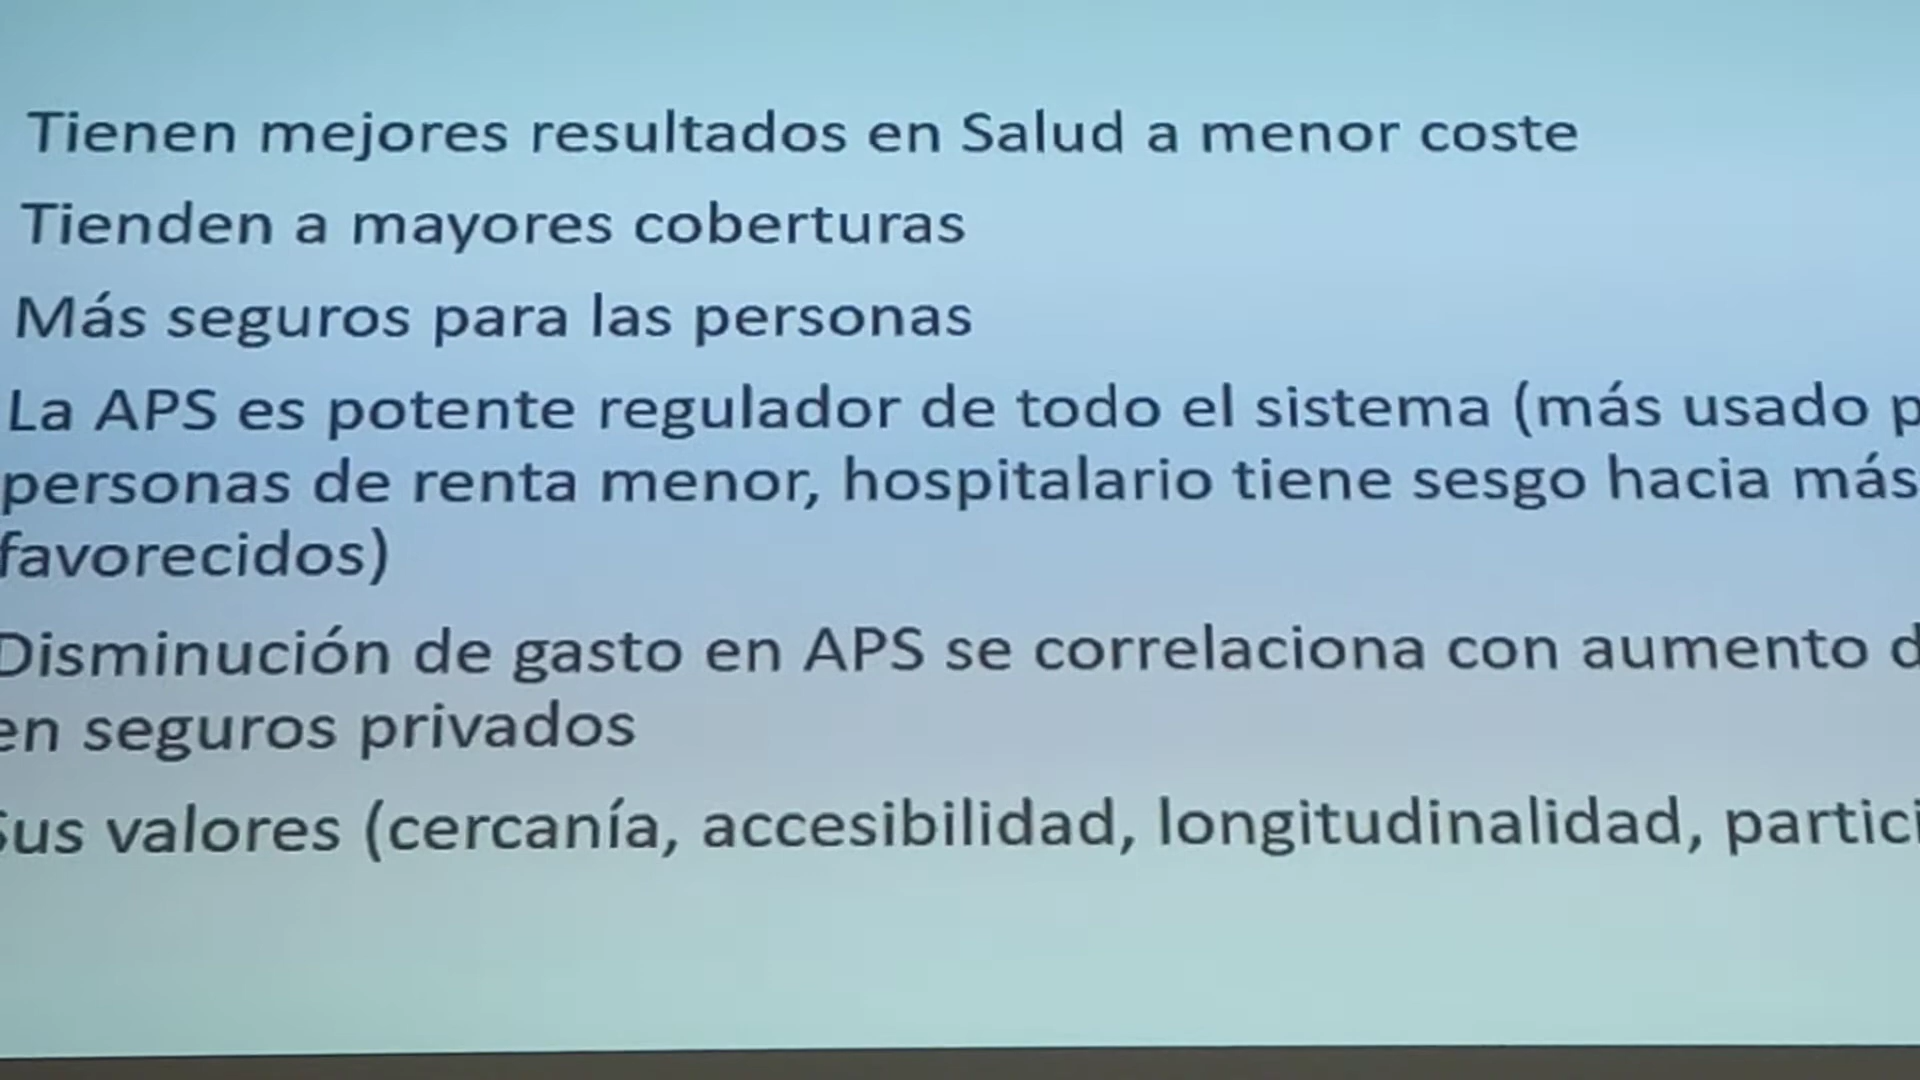 Tienen mejores resultados en Salud a menor coste
Tienden a mayores coberturas
Más seguros para las personas
La APS es potente regulador de todo el sistema (más usado p
personas de renta menor, hospitalario tiene sesgo hacia más
favorecidos)
Disminución de gasto en APS se correlaciona con aumento d
en seguros privados
Sus valores (cercanía, accesibilidad, longitudinalidad, partici